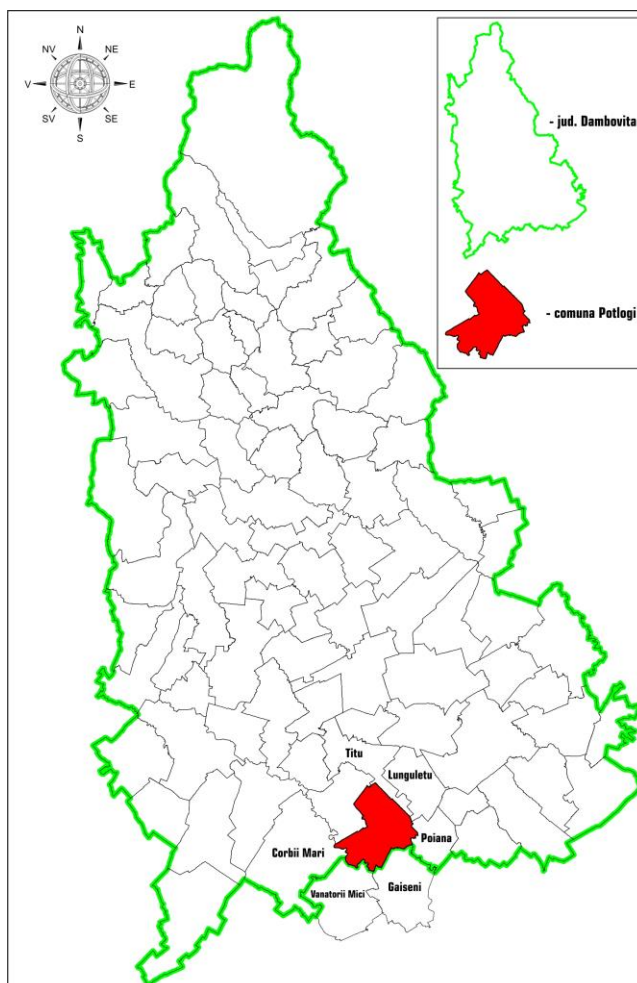 N
NV
NE
V
E
SV
SE
S
- jud. Dambovita
- comuna Potlogi
Titu
Lunguletu
Poiana
Corbii Mari
Gaiseni
Vanatorii Mici